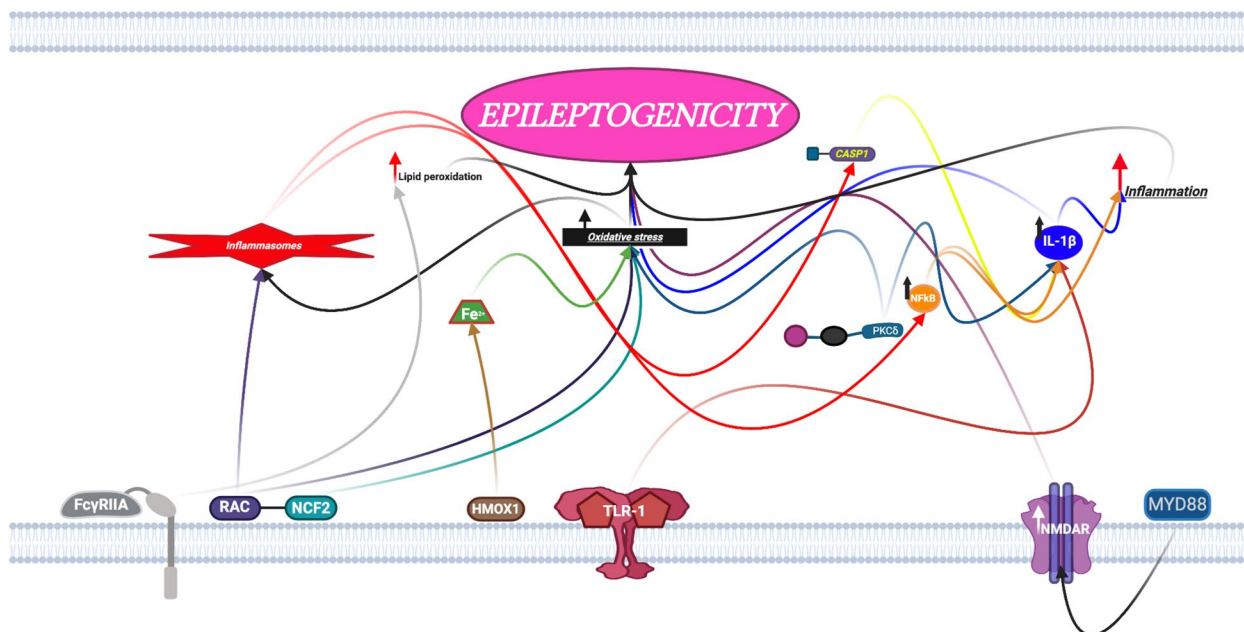 EPILEPTOGENICITY
CASP1
Lipid peroxidation
Inflammation
Inflammasomes
Oxidative stress
IL-1β
Fe²⁺
NFkB
PKCδ
FcγRIIA
RAC
NCF2
HMOX1
TLR-1
NMDAR
MYD88